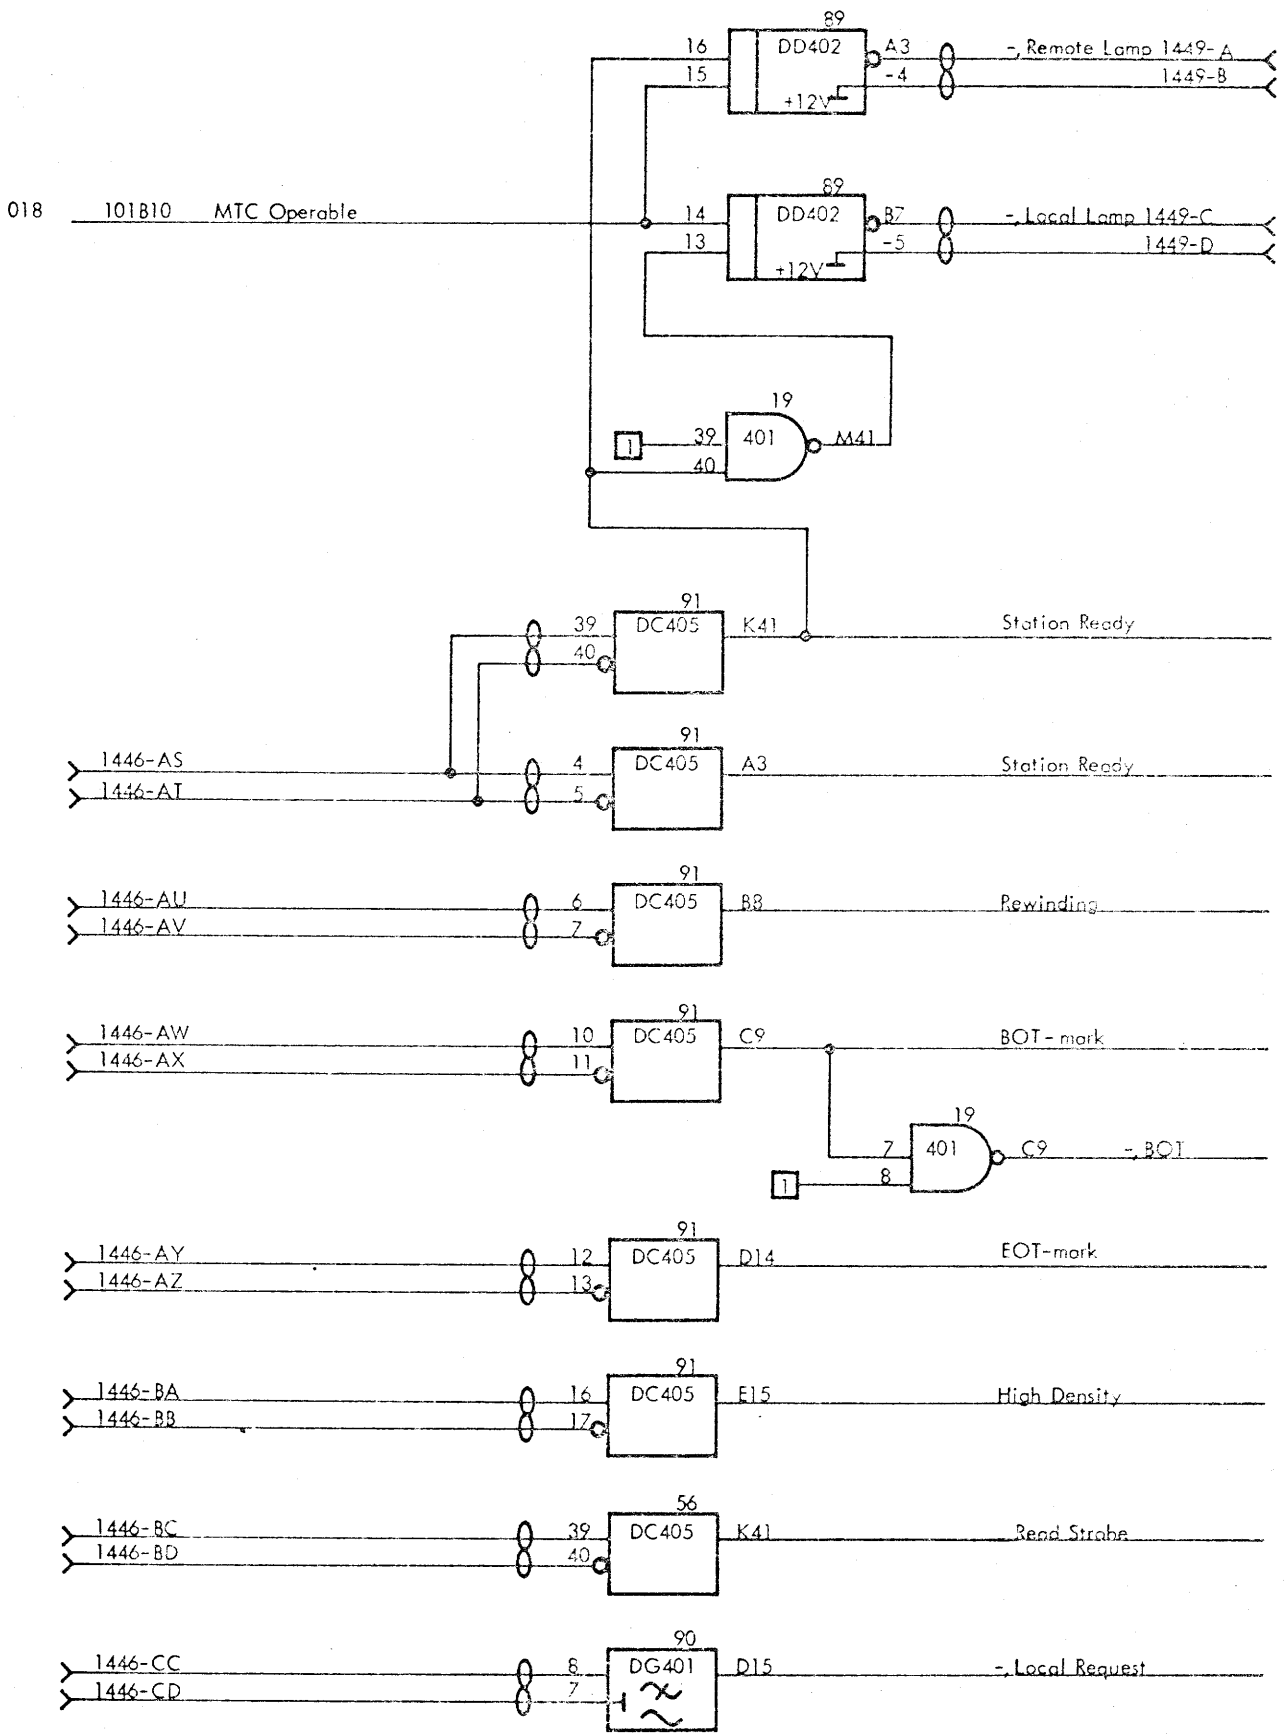 89
16 DD402 A3 -, Remote Lamp 1449-A
15 -4 1449-B
+12V
89
018 101B10 MTC Operable 14 DD402 B7 -, Local Lamp 1449-C
13 -5 1449-D
+12V
19
1 39 401 M41
40
91
39 DC405 K41 Station Ready
40
91
1446-AS 4 DC405 A3 Station Ready
1446-AT 5
91
1446-AU 6 DC405 B8 Rewinding
1446-AV 7
91
1446-AW 10 DC405 C9 BOT-mark
1446-AX 11
19
7 401 C9 -, BOT
1 8
91
1446-AY 12 DC405 D14 EOT-mark
1446-AZ 13
91
1446-BA 16 DC405 E15 High Density
1446-BB 17
56
1446-BC 39 DC405 K41 Read Strobe
1446-BD 40
90
1446-CC 8 DG401 D15 -, Local Request
1446-CD 7